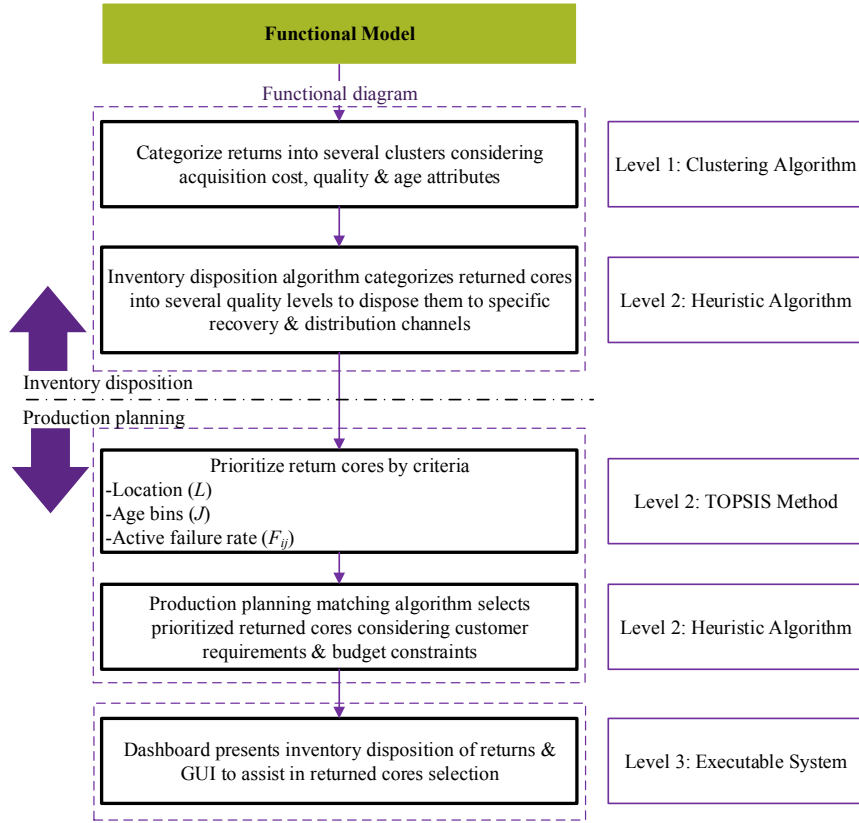 Functional Model
Functional diagram
Categorize returns into several clusters considering
acquisition cost, quality & age attributes
Level 1: Clustering Algorithm
Inventory disposition algorithm categorizes returned cores
into several quality levels to dispose them to specific
recovery & distribution channels
Level 2: Heuristic Algorithm
Inventory disposition
Production planning
Prioritize return cores by criteria
-Location (L)
-Age bins (J)
-Active failure rate (Fij)
Level 2: TOPSIS Method
Production planning matching algorithm selects
prioritized returned cores considering customer
requirements & budget constraints
Level 2: Heuristic Algorithm
Dashboard presents inventory disposition of returns &
GUI to assist in returned cores selection
Level 3: Executable System